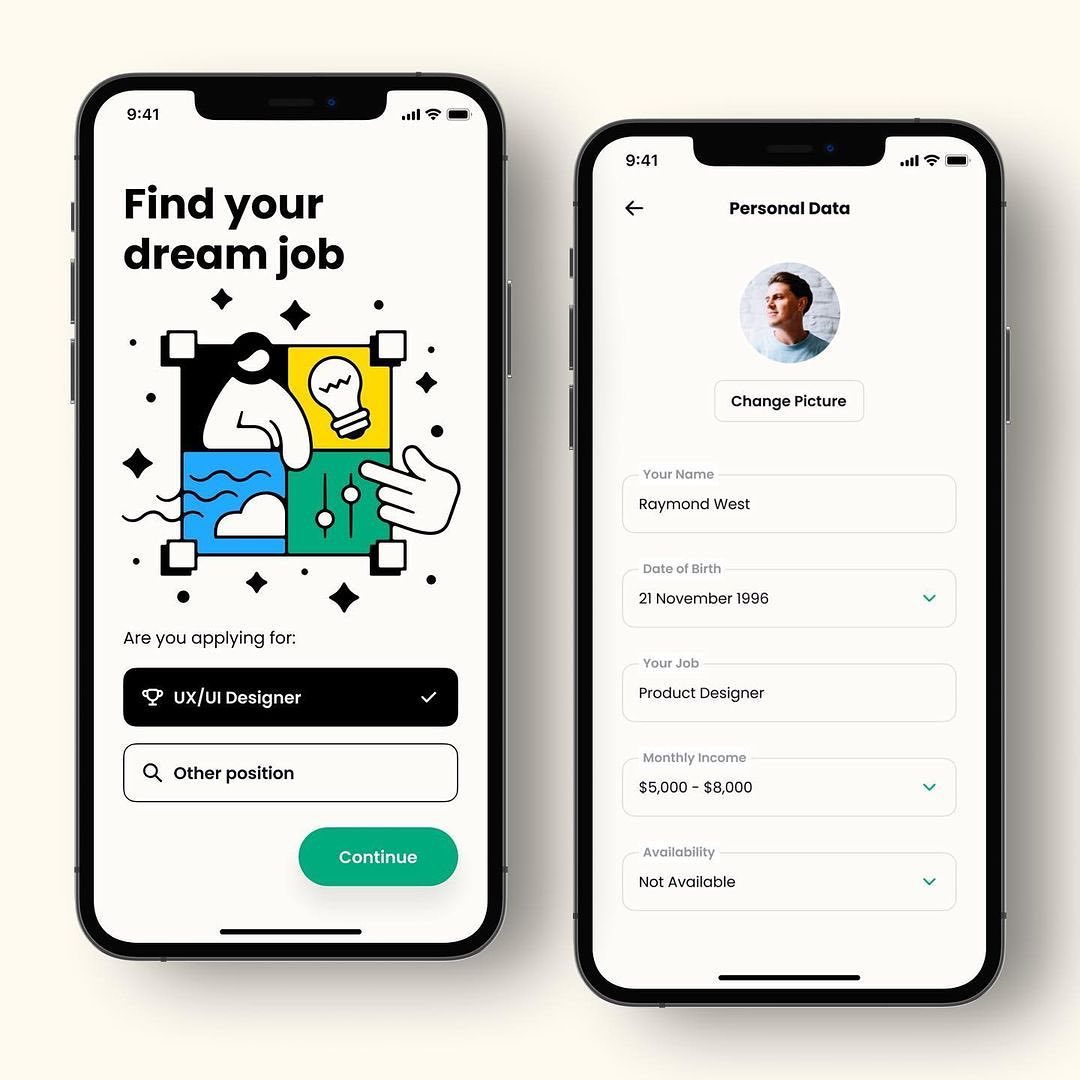 9:41
Find your
dream job
Are you applying for:
UX/UI Designer
Other position
Continue
9:41
Personal Data
Change Picture
Your Name
Raymond West
Date of Birth
21 November 1996
Your Job
Product Designer
Monthly Income
$5,000 - $8,000
Availability
Not Available